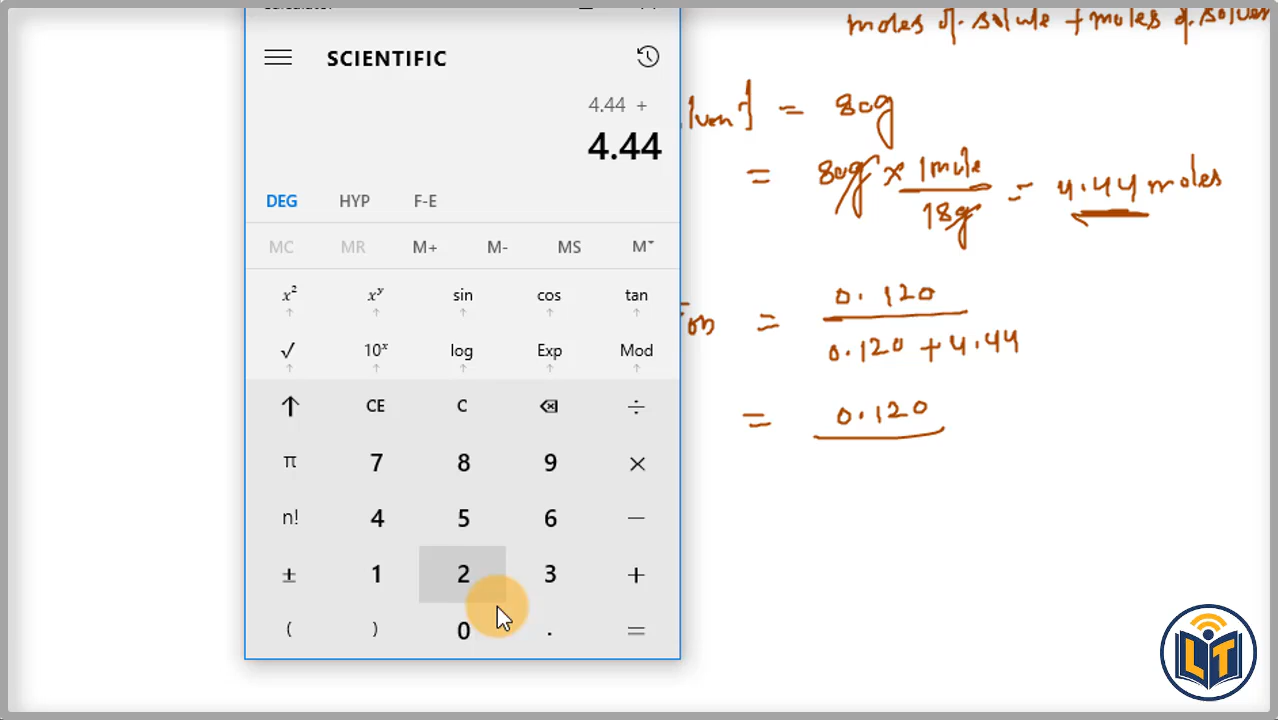 SCIENTIFIC
4.44 +
4.44
DEG HYP F-E
MC MR M+ M- MS M
x² xʸ sin cos tan
√ 10ˣ log Exp Mod
↑ CE C ÷
π 7 8 9 ×
n! 4 5 6 −
± 1 2 3 +
( ) 0 . =
moles of solute + moles of
= 80g
= 80g × 1 mole / 18g = 4.44 moles
= 0.120 / 0.120 + 4.44
= 0.120
LT